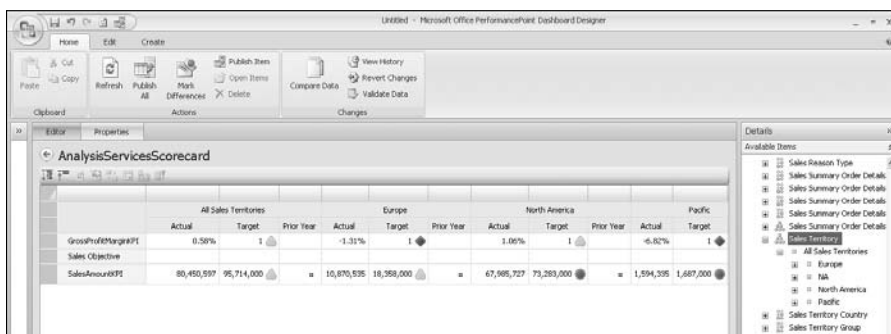 Untitled - Microsoft Office PerformancePoint Dashboard Designer
Home Edit Create
Paste
Cut
Copy
Clipboard
Refresh
Publish All
Mark Differences
Publish Item
Open Items
Delete
Actions
Compare Data
View History
Revert Changes
Validate Data
Changes
Editor Properties
AnalysisServicesScorecard
All Sales Territories Europe North America Pacific
Actual Target Prior Year Actual Target Prior Year Actual Target Prior Year Actual Target
GrossProfitMarginKPI 0.58% 1 -1.31% 1 1.06% 1 -6.82% 1
Sales Objective
SalesAmountKPI 80,450,597 95,714,000 10,870,535 18,358,000 67,985,727 73,283,000 1,594,335 1,687,000
Details
Available Items
Sales Reason Type
Sales Summary Order Details
Sales Summary Order Details
Sales Summary Order Details
Sales Summary Order Details
Sales Summary Order Details
Sales Territory
All Sales Territories
Europe
NA
North America
Pacific
Sales Territory Country
Sales Territory Group